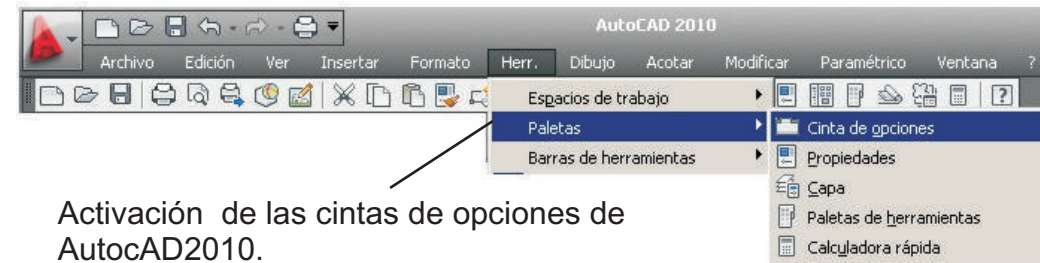 AutoCAD 2010
Archivo Edición Ver Insertar Formato Herr. Dibujo Acotar Modificar Paramétrico Ventana ?
Espacios de trabajo
Paletas
Barras de herramientas
Cinta de opciones
Propiedades
Capa
Paletas de herramientas
Calculadora rápida
Activación de las cintas de opciones de
AutocAD2010.